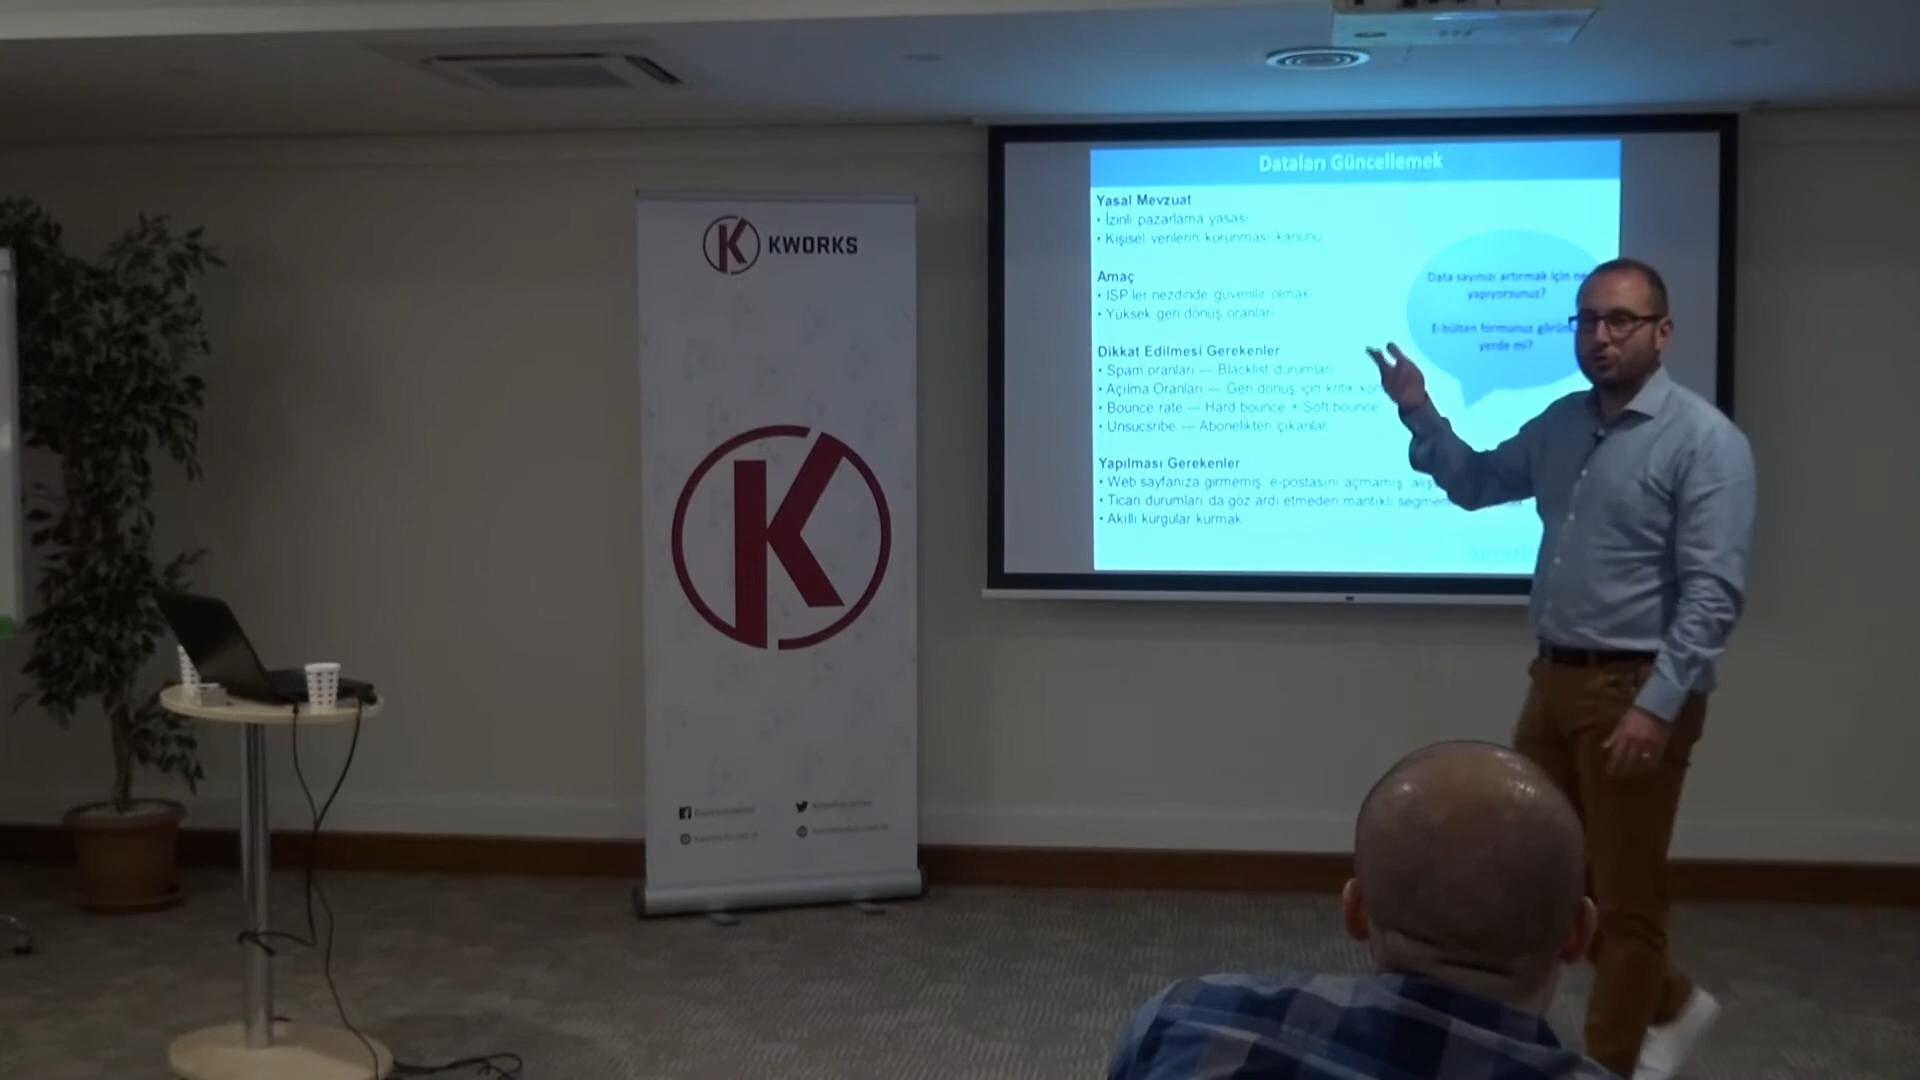 KWORKS
Dataları Güncellemek
Yasal Mevzuat
• İzinli pazarlama yasası
• Kişisel verilerin korunması kanunu
Amaç
• ISP'ler nezdinde güvenilir olmak
• Yüksek geri dönüş oranları
Dikkat Edilmesi Gerekenler
• Spam oranları --- Blacklist durumları
• Açılma Oranları --- Geri dönüş için kritik
• Bounce rate --- Hard bounce + Soft bounce
• Unsucsribe --- Abonelikten çıkanlar
Yapılması Gerekenler
• Web sayfanıza girmemiş, e-postasını açmamış,
• Ticari durumları da göz ardı etmeden mantıklı
• Akıllı kurgular kurmak
Data sayınızı artırmak için ne
yapıyorsunuz?
E-bülten formunuz
yerde mi?